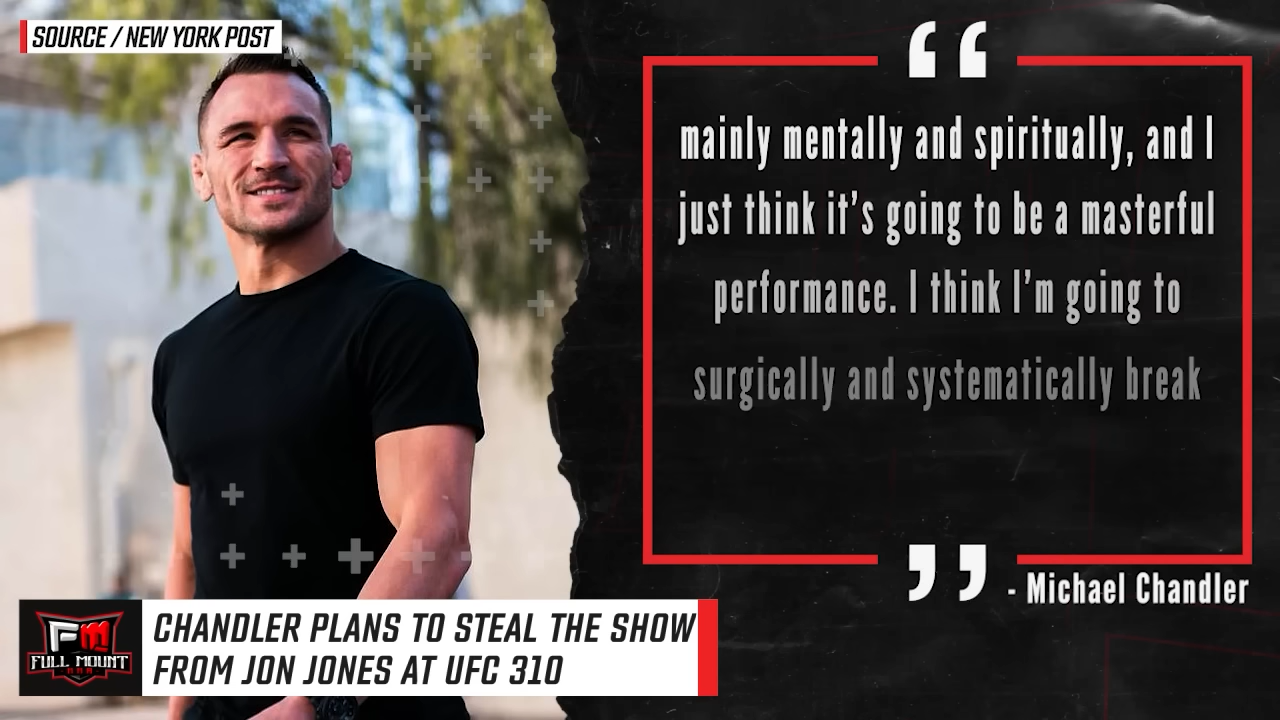 SOURCE / NEW YORK POST
“
mainly mentally and spiritually, and I
just think it’s going to be a masterful
performance. I think I’m going to
surgically and systematically break
”
- Michael Chandler
FM
FULL MOUNT
MMA
CHANDLER PLANS TO STEAL THE SHOW
FROM JON JONES AT UFC 310